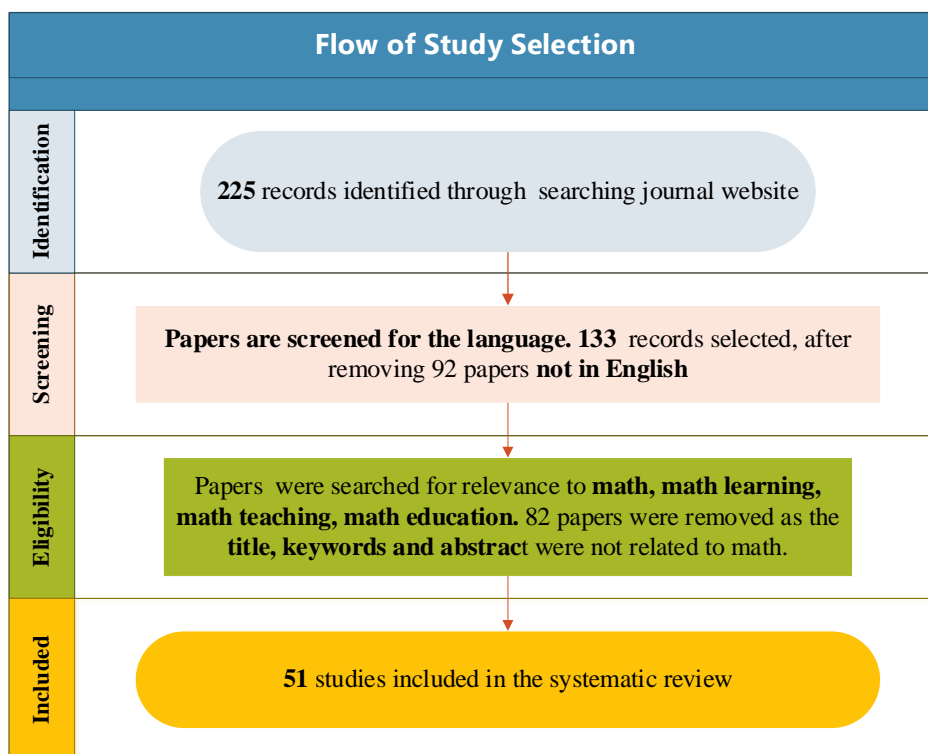 Flow of Study Selection
Identification
225 records identified through searching journal website
Screening
Papers are screened for the language. 133 records selected, after
removing 92 papers not in English
Eligibility
Papers were searched for relevance to math, math learning,
math teaching, math education. 82 papers were removed as the
title, keywords and abstract were not related to math.
Included
51 studies included in the systematic review